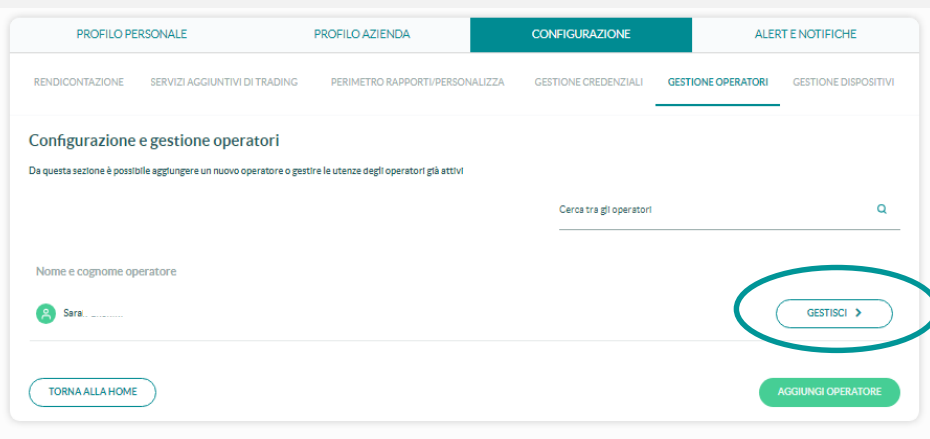 PROFILO PERSONALE PROFILO AZIENDA CONFIGURAZIONE ALERT E NOTIFICHE
RENDICONTAZIONE SERVIZI AGGIUNTIVI DI TRADING PERIMETRO RAPPORTI/PERSONALIZZA GESTIONE CREDENZIALI GESTIONE OPERATORI GESTIONE DISPOSITIVI
Configurazione e gestione operatori
Da questa sezione è possibile aggiungere un nuovo operatore o gestire le utenze degli operatori già attivi
Cerca tra gli operatori
Nome e cognome operatore
Sara
GESTISCI
TORNA ALLA HOME AGGIUNGI OPERATORE